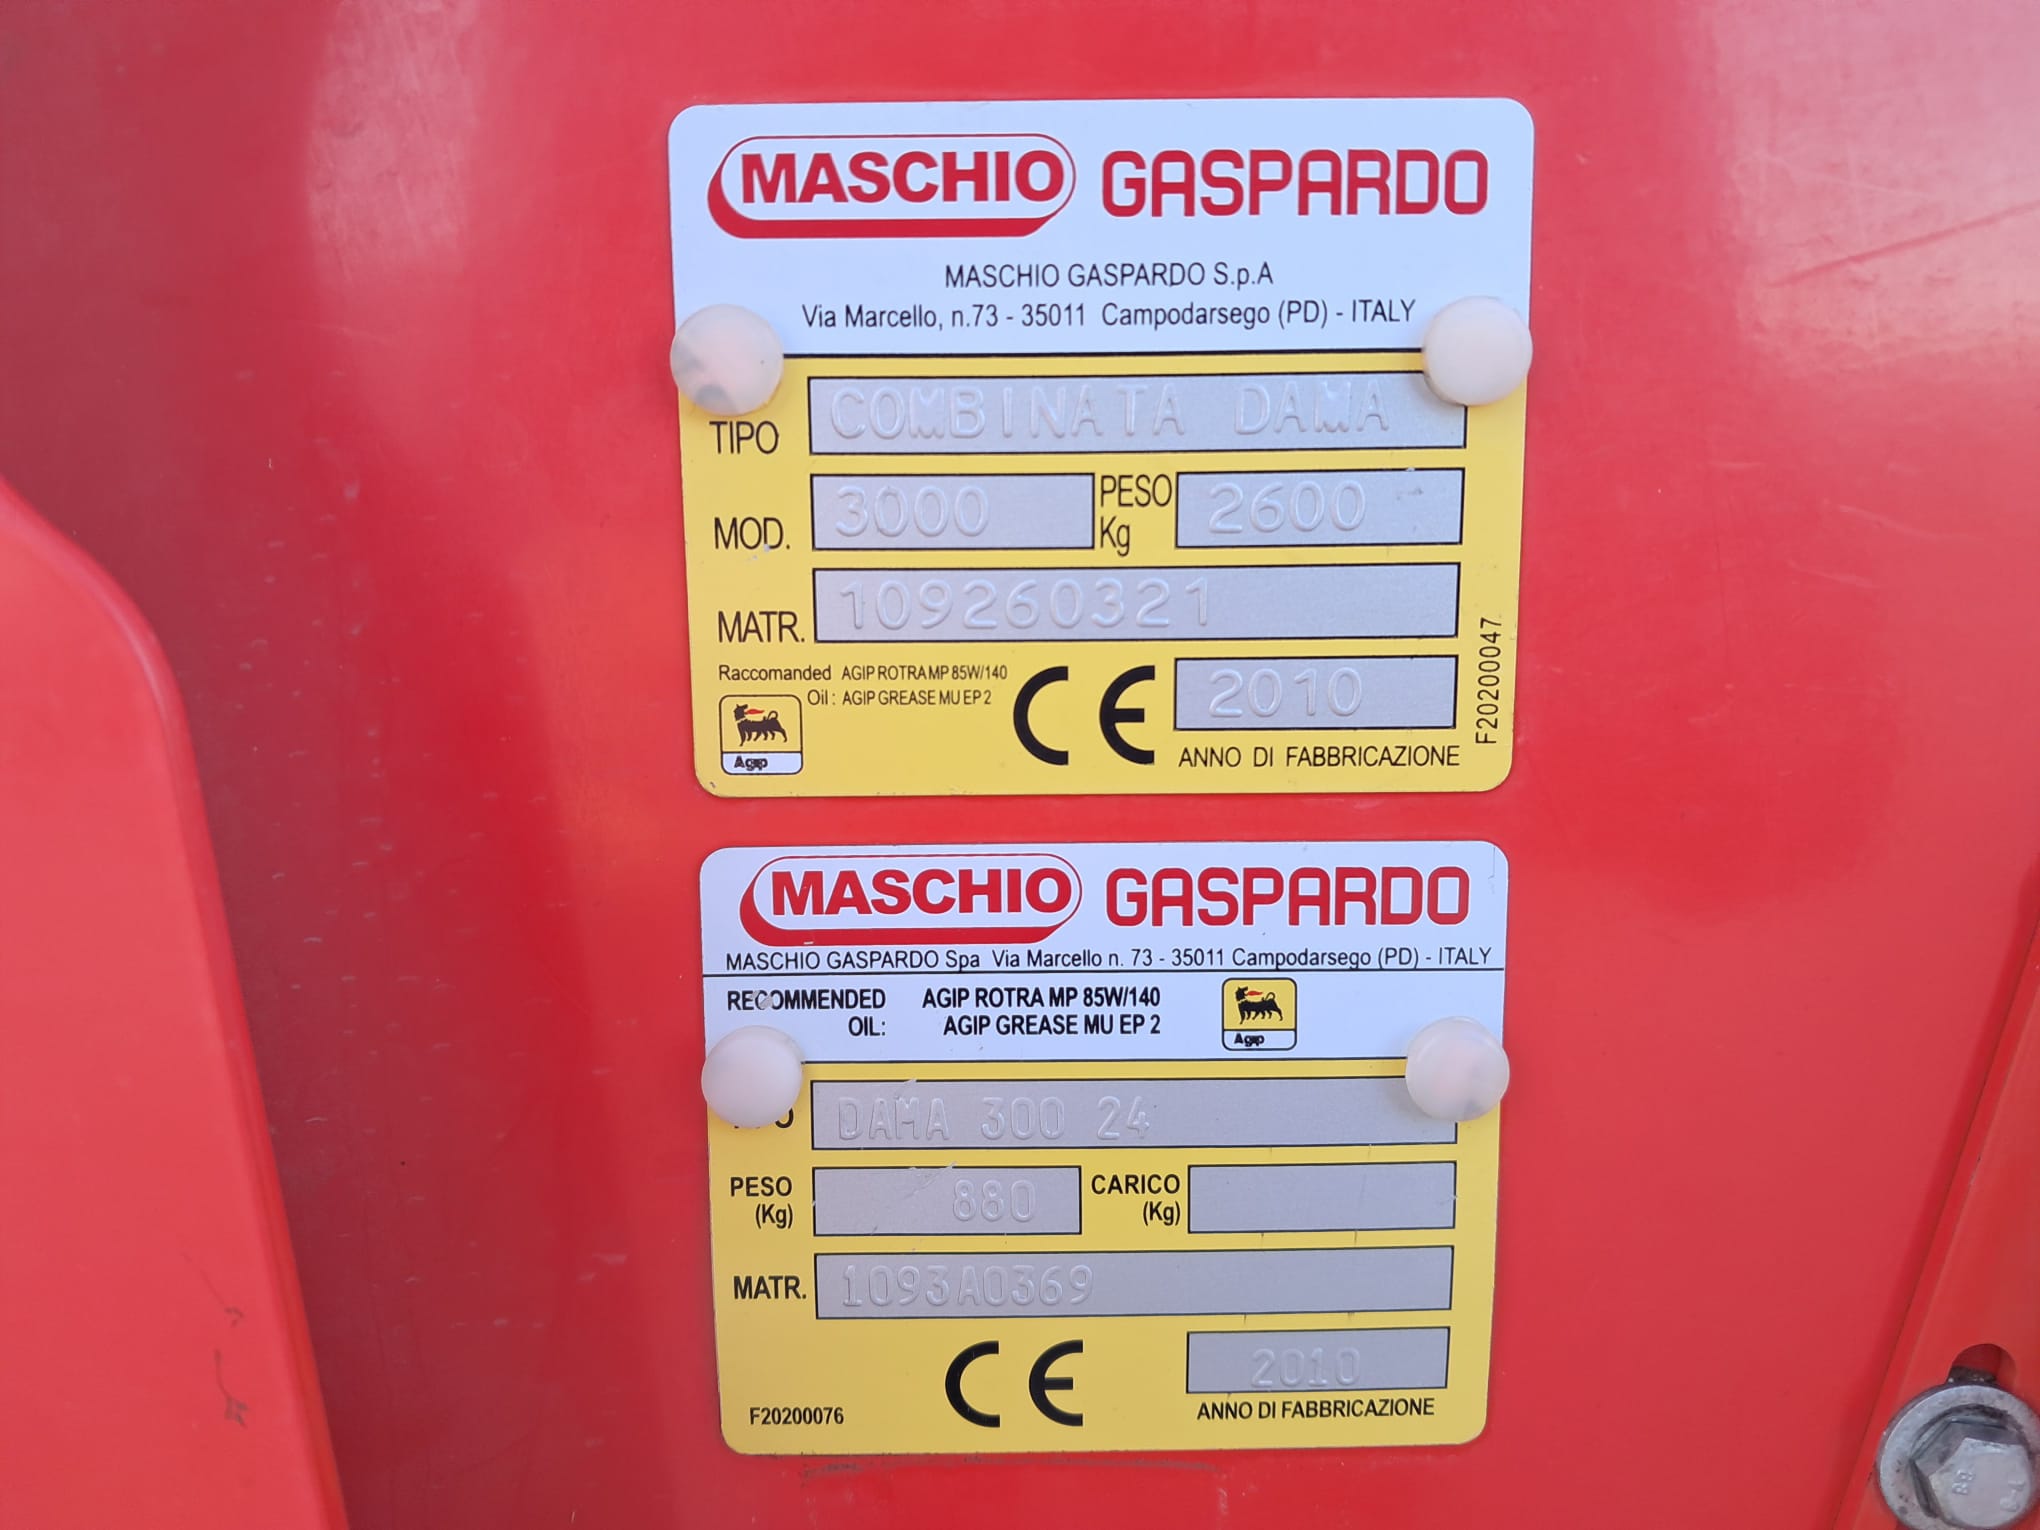 MASCHIO GASPARDO
MASCHIO GASPARDO S.p.A
Via Marcello, n.73 - 35011 Campodarsego (PD) - ITALY
TIPO COMBINATA DAMA
MOD. 3000 PESO Kg 2600
MATR. 109260321
Raccomanded AGIP ROTRA MP 85W/140
Oil: AGIP GREASE MU EP 2
Agip
CE 2010
ANNO DI FABBRICAZIONE
F20200047
MASCHIO GASPARDO
MASCHIO GASPARDO Spa Via Marcello n. 73 - 35011 Campodarsego (PD) - ITALY
RECOMMENDED AGIP ROTRA MP 85W/140
OIL: AGIP GREASE MU EP 2
Agip
DAMA 300 24
PESO (Kg) 880 CARICO (Kg)
MATR. 1093A0369
CE 2010
F20200076 ANNO DI FABBRICAZIONE